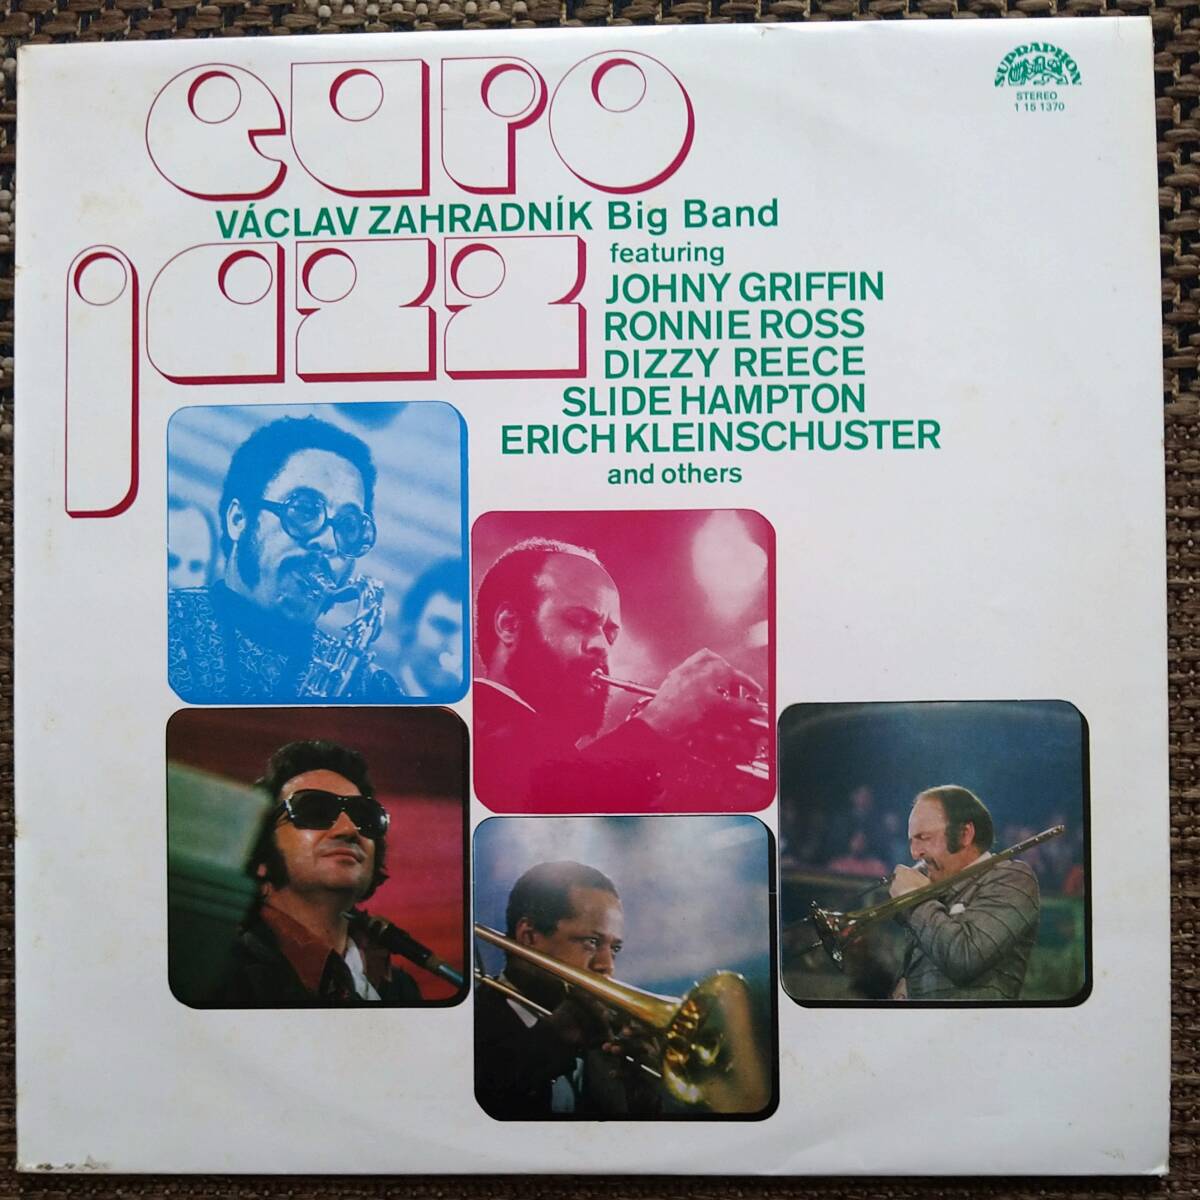 euro
SUPRAPHON
STEREO
1 15 1370
VÁCLAV ZAHRADNÍK Big Band
jazz
featuring
JOHNY GRIFFIN
RONNIE ROSS
DIZZY REECE
SLIDE HAMPTON
ERICH KLEINSCHUSTER
and others